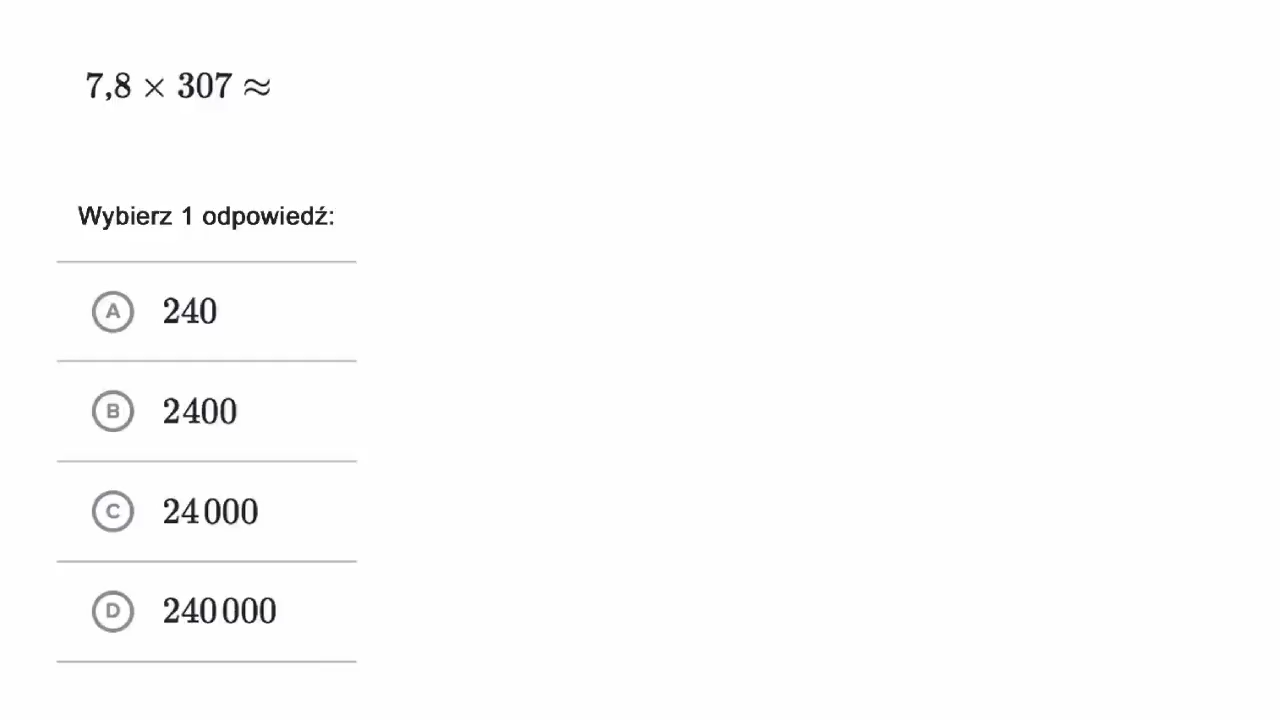 7,8 × 307 ≈
Wybierz 1 odpowiedź:
A 240
B 2400
C 24 000
D 240 000